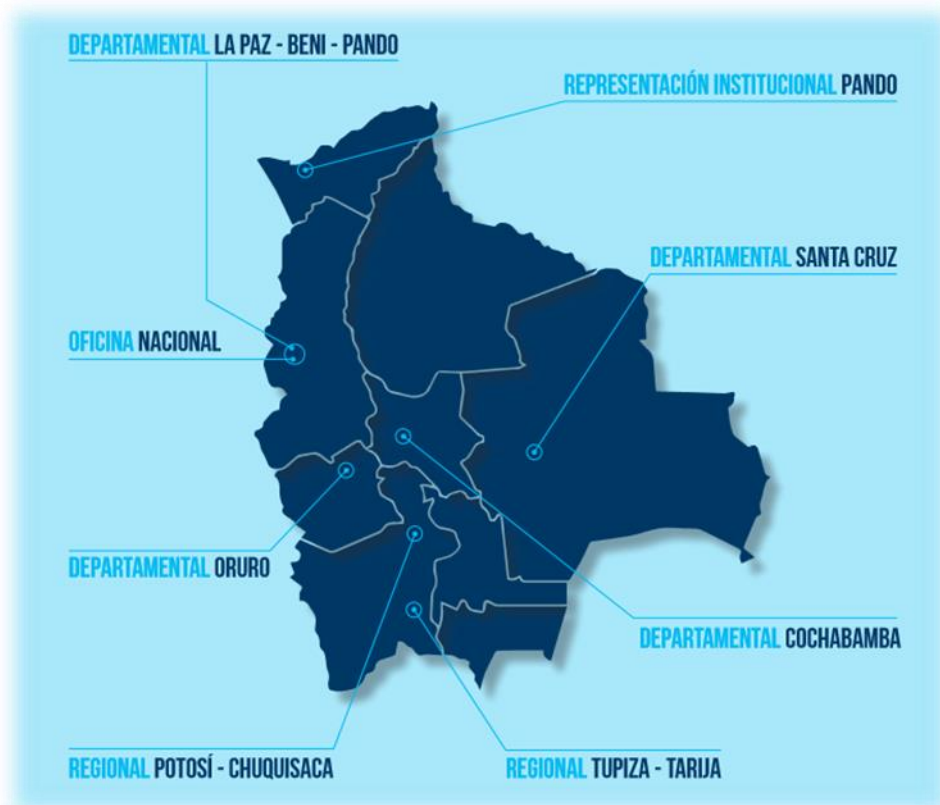 DEPARTAMENTAL LA PAZ - BENI - PANDO
REPRESENTACIÓN INSTITUCIONAL PANDO
DEPARTAMENTAL SANTA CRUZ
OFICINA NACIONAL
DEPARTAMENTAL ORURO
DEPARTAMENTAL COCHABAMBA
REGIONAL POTOSÍ - CHUQUISACA
REGIONAL TUPIZA - TARIJA